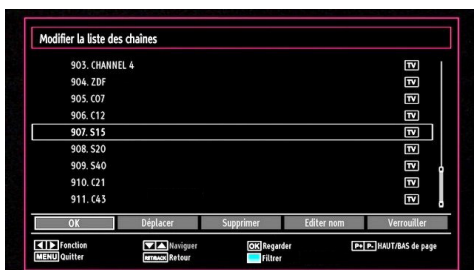 Modifier la liste des chaînes
903. CHANNEL 4 TV
904. ZDF TV
905. C07 TV
906. C12 TV
907. S15 TV
908. S20 TV
909. S40 TV
910. C21 TV
911. C43 TV
OK Déplacer Supprimer Editer nom Verrouiller
Fonction Naviguer OK Regarder P+ P- HAUT/BAS de page
MENU Quitter RET/BACK Retour Filtrer